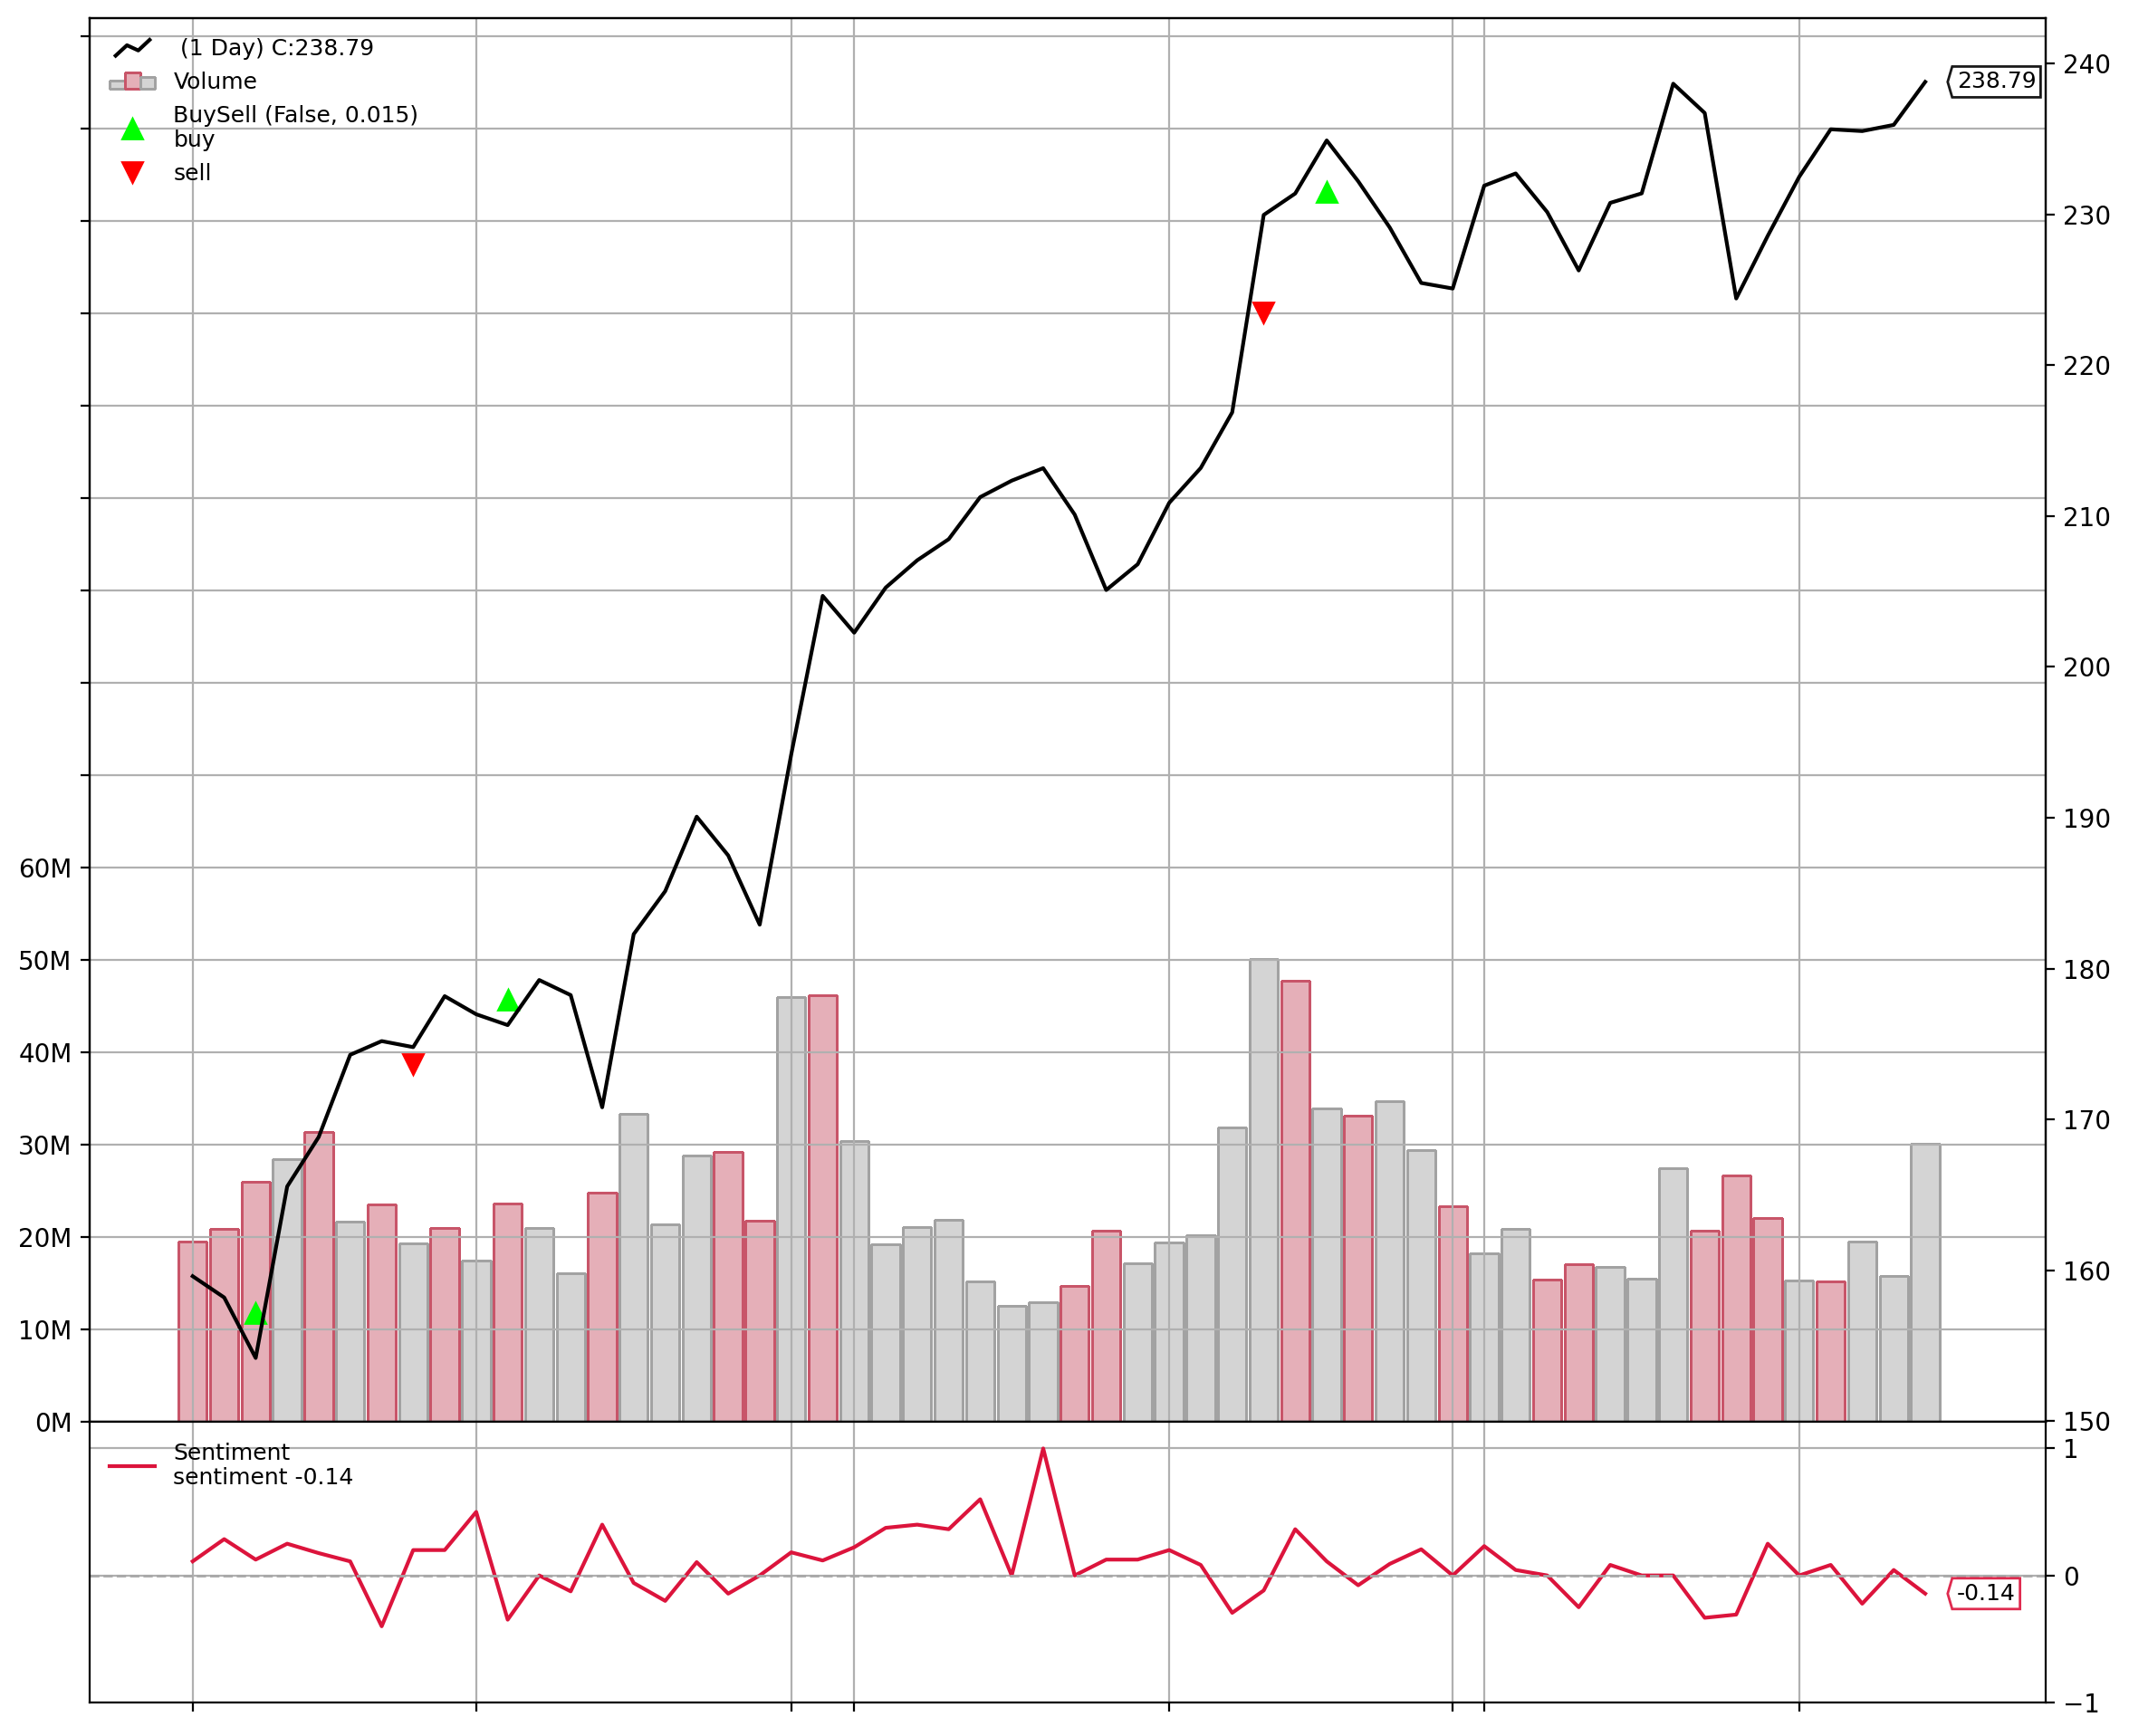 (1 Day) C:238.79
Volume
BuySell (False, 0.015)
buy
sell
238.79
240
230
220
210
200
190
180
170
160
150
60M
50M
40M
30M
20M
10M
0M
Sentiment
sentiment -0.14
1
0
-0.14
−1